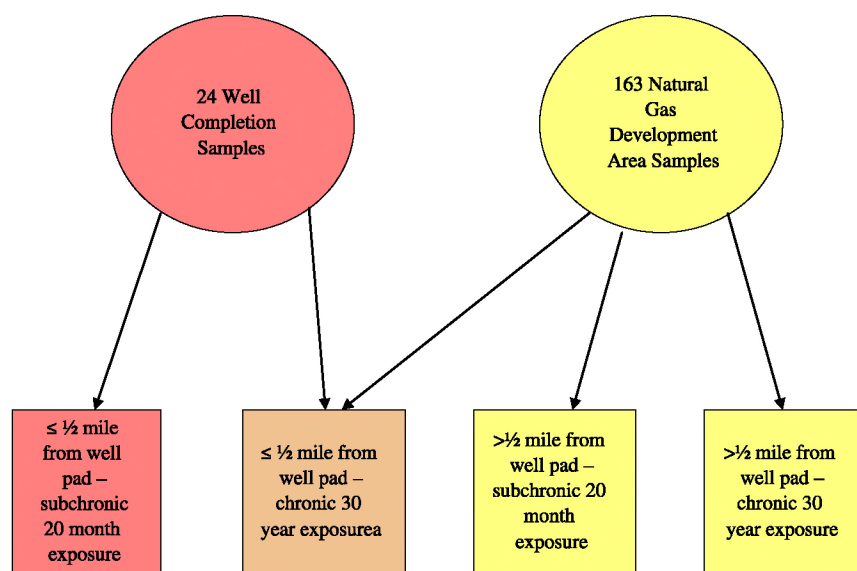 24 Well
Completion
Samples
163 Natural
Gas
Development
Area Samples
≤ ½ mile
from well
pad –
subchronic
20 month
exposure
≤ ½ mile from
well pad –
chronic 30
year exposurea
>½ mile from
well pad –
subchronic 20
month
exposure
>½ mile from
well pad –
chronic 30
year exposure